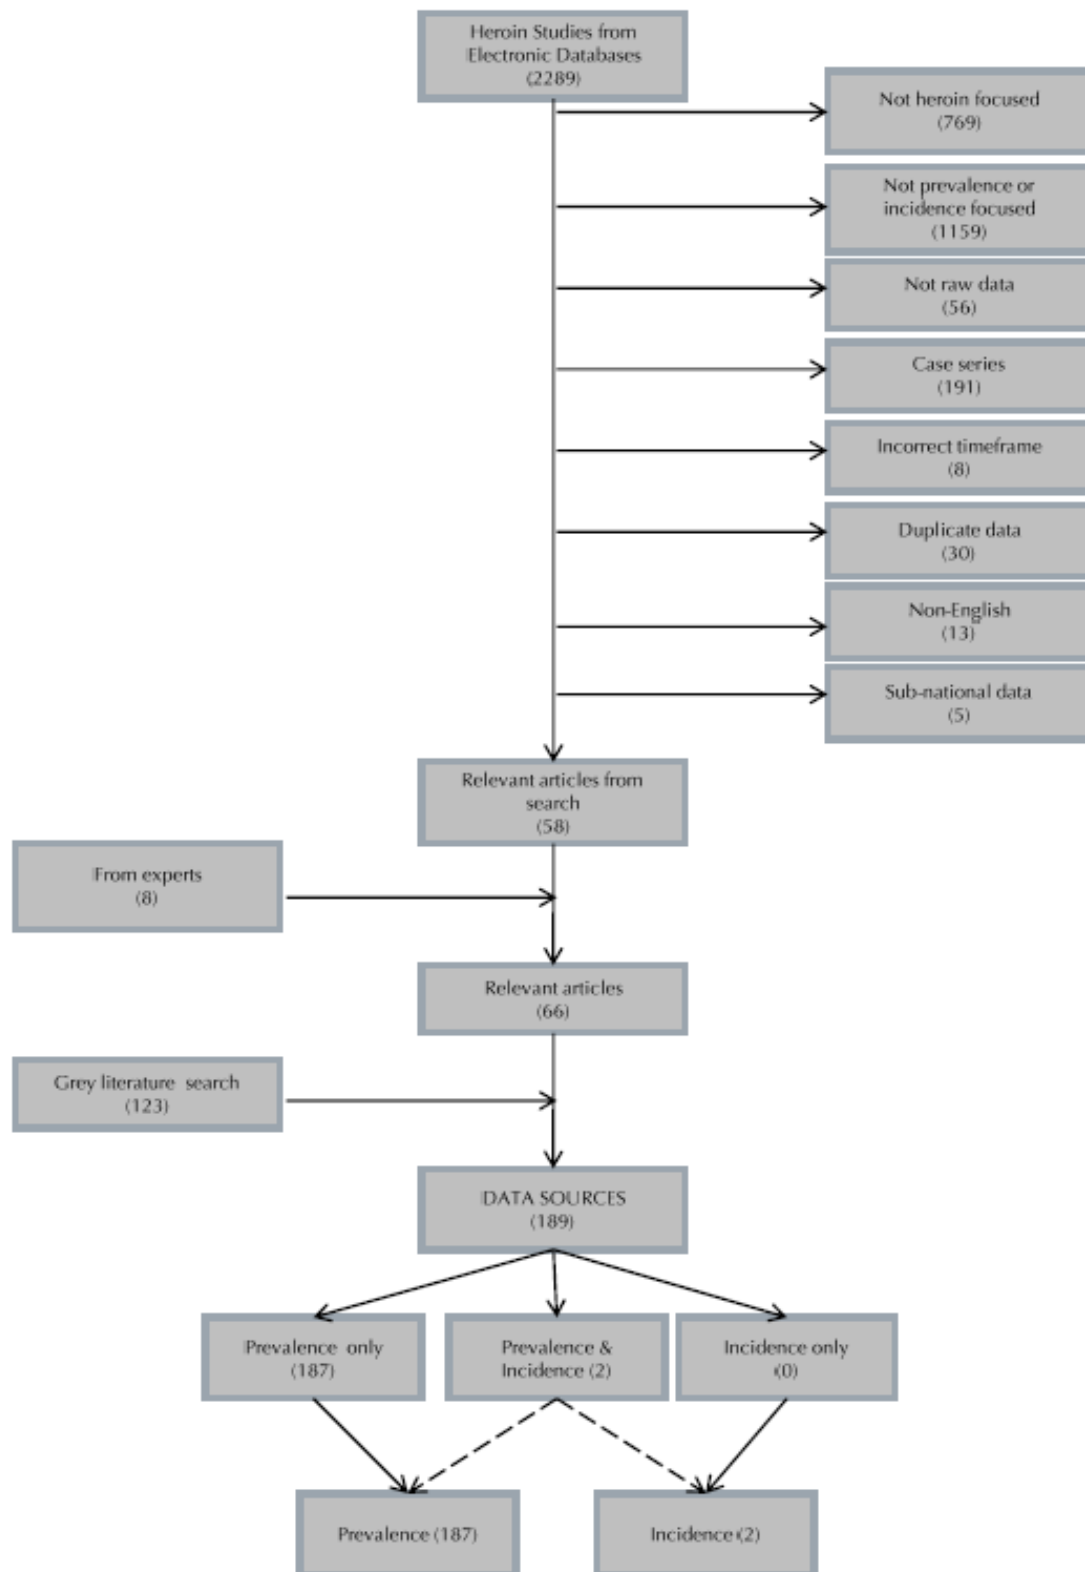 Heroin Studies from
Electronic Databases
(2289)
Not heroin focused
(769)
Not prevalence or
incidence focused
(1159)
Not raw data
(56)
Case series
(191)
Incorrect timeframe
(8)
Duplicate data
(30)
Non-English
(13)
Sub-national data
(5)
Relevant articles from
search
(58)
From experts
(8)
Relevant articles
(66)
Grey literature search
(123)
DATA SOURCES
(189)
Prevalence only
(187)
Prevalence &
Incidence (2)
Incidence only
(0)
Prevalence (187)
Incidence (2)